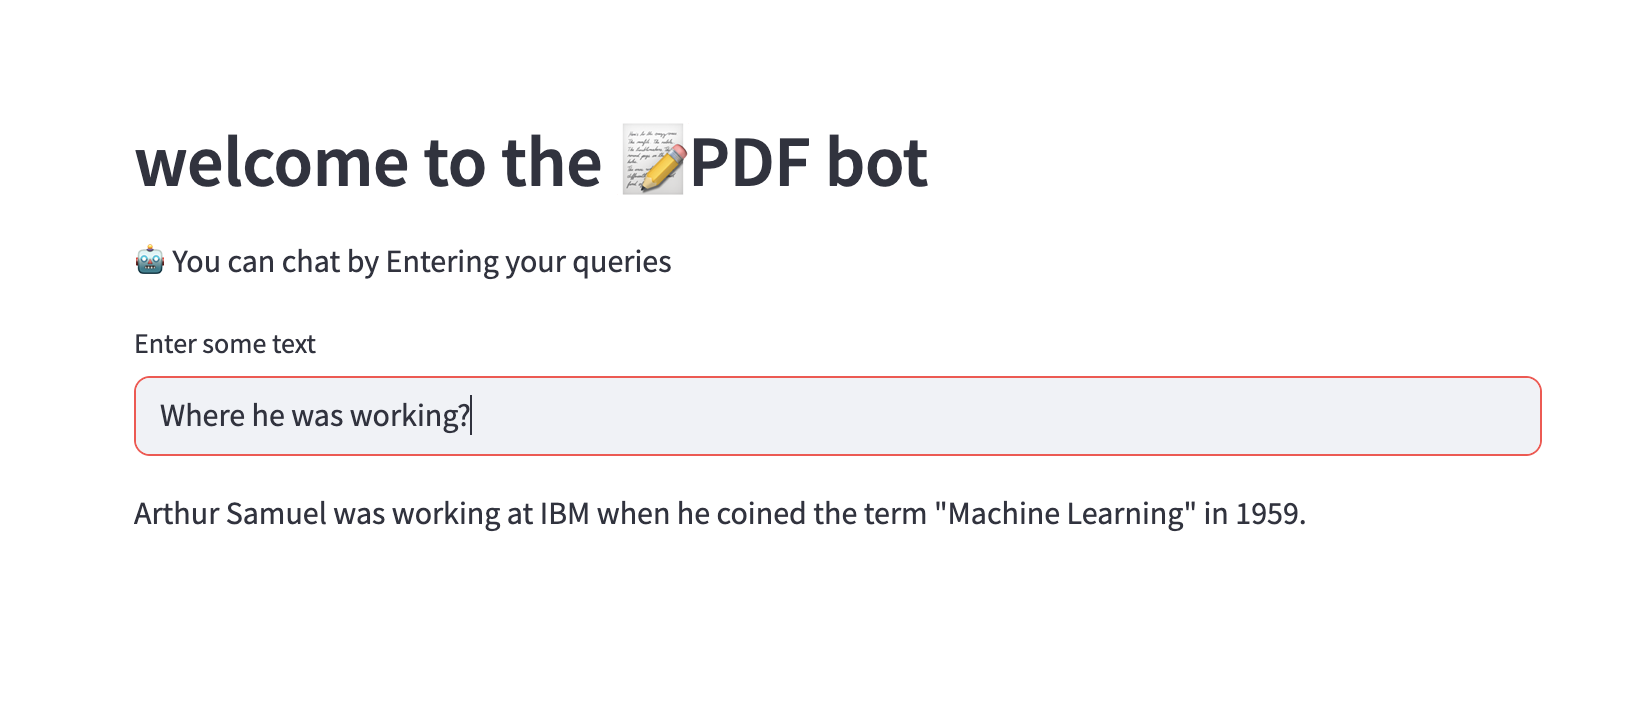 welcome to the 📝PDF bot
🤖 You can chat by Entering your queries
Enter some text
Where he was working?
Arthur Samuel was working at IBM when he coined the term "Machine Learning" in 1959.